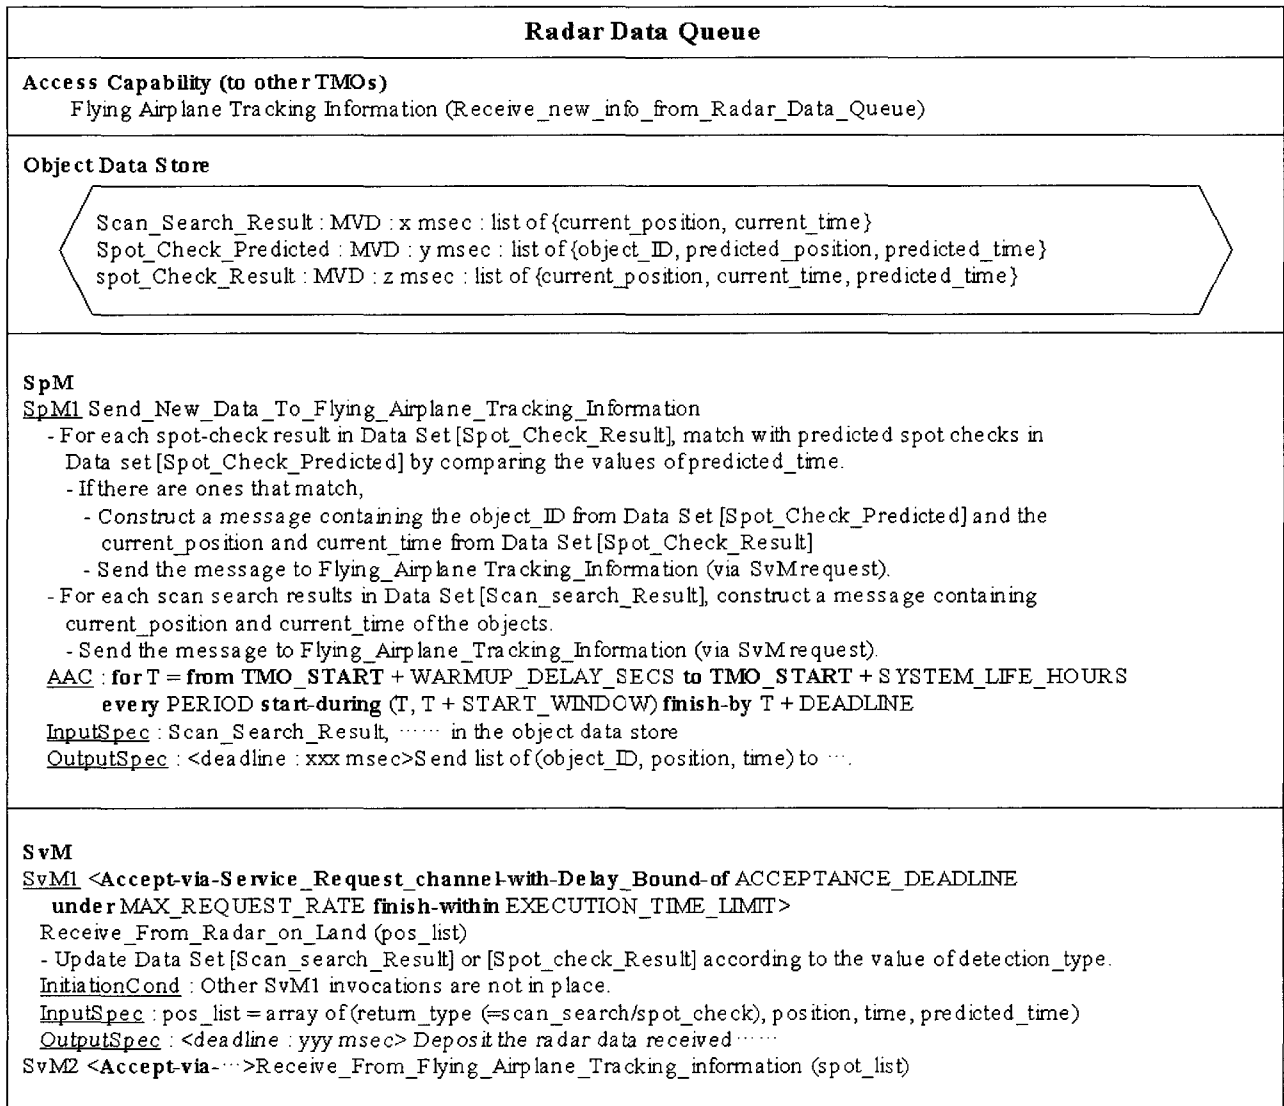 Radar Data Queue
Access Capability (to other TMOs)
Flying Airplane Tracking Information (Receive_new_info_from_Radar_Data_Queue)
Object Data Store
Scan_Search_Result : MVD : x msec : list of {current_position, current_time}
Spot_Check_Predicted : MVD : y msec : list of {object_ID, predicted_position, predicted_time}
spot_Check_Result : MVD : z msec : list of {current_position, current_time, predicted_time}
SpM
SpM1 Send_New_Data_To_Flying_Airplane_Tracking_Information
- For each spot-check result in Data Set [Spot_Check_Result], match with predicted spot checks in
Data set [Spot_Check_Predicted] by comparing the values of predicted_time.
- If there are ones that match,
- Construct a message containing the object_ID from Data Set [Spot_Check_Predicted] and the
current_position and current_time from Data Set [Spot_Check_Result]
- Send the message to Flying_Airplane Tracking_Information (via SvM request).
- For each scan search results in Data Set [Scan_search_Result], construct a message containing
current_position and current_time of the objects.
- Send the message to Flying_Airplane_Tracking_Information (via SvM request).
AAC : for T = from TMO_START + WARMUP_DELAY_SECS to TMO_START + SYSTEM_LIFE_HOURS
every PERIOD start-during (T, T + START_WINDOW) finish-by T + DEADLINE
InputSpec : Scan_Search_Result, ······ in the object data store
OutputSpec : <deadline : xxx msec>Send list of (object_ID, position, time) to ···.
SvM
SvM1 <Accept-via-Service_Request_channel-with-Delay_Bound-of ACCEPTANCE_DEADLINE
under MAX_REQUEST_RATE finish-within EXECUTION_TIME_LIMIT>
Receive_From_Radar_on_Land (pos_list)
- Update Data Set [Scan_search_Result] or [Spot_check_Result] according to the value of detection_type.
InitiationCond : Other SvM1 invocations are not in place.
InputSpec : pos_list = array of (return_type (=scan_search/spot_check), position, time, predicted_time)
OutputSpec : <deadline : yyy msec> Deposit the radar data received ······
SvM2 <Accept-via-···>Receive_From_Flying_Airplane_Tracking_information (spot_list)